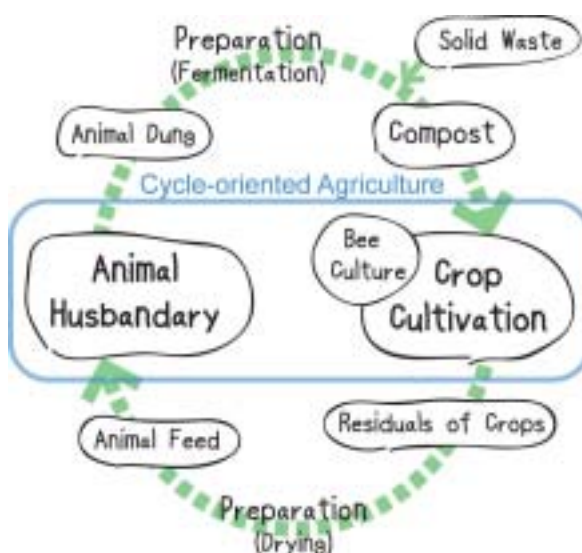 Preparation
(Fermentation)
Solid Waste
Animal Dung
Compost
Cycle-oriented Agriculture
Animal
Husbandary
Bee
Culture
Crop
Cultivation
Animal Feed
Residuals of Crops
Preparation
(Drying)